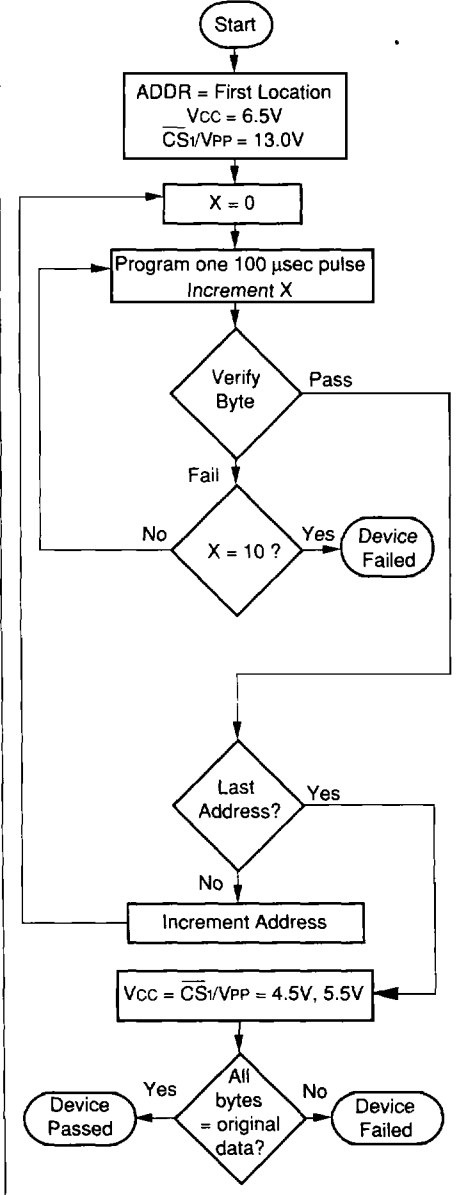 Start
ADDR = First Location
VCC = 6.5V
C̅S̅1/VPP = 13.0V
X = 0
Program one 100 µsec pulse
Increment X
Verify
Byte
Pass
Fail
No
X = 10 ?
Yes
Device
Failed
Last
Address?
Yes
No
Increment Address
VCC = C̅S̅1/VPP = 4.5V, 5.5V
All
bytes
= original
data?
Yes
No
Device
Passed
Device
Failed